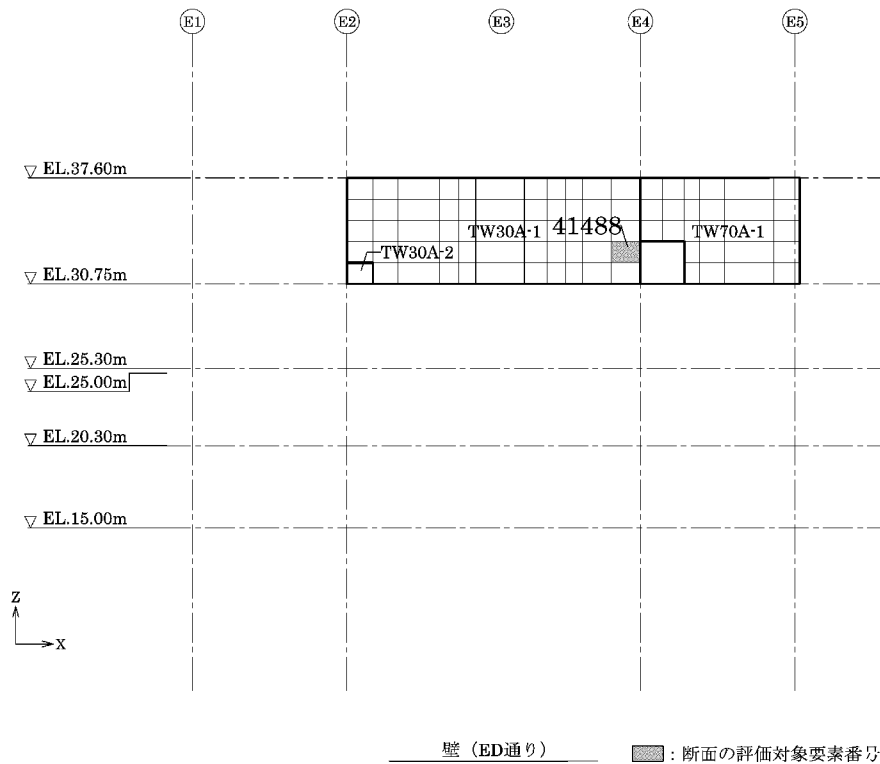 E1 E2 E3 E4 E5
▽ EL.37.60m
TW30A-1 41488 TW70A-1
TW30A-2
▽ EL.30.75m
▽ EL.25.30m
▽ EL.25.00m
▽ EL.20.30m
▽ EL.15.00m
Z
X
壁（ED通り）
：断面の評価対象要素番号